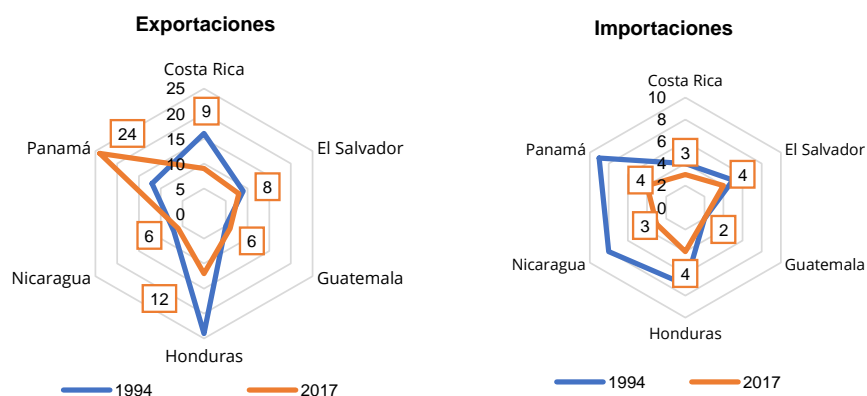 Exportaciones
Costa Rica
25
20
15
10
5
0
9
24
8
6
6
12
Panamá
El Salvador
Nicaragua
Guatemala
Honduras
1994
2017
Importaciones
Costa Rica
10
8
6
4
2
0
3
4
4
3
2
4
Panamá
El Salvador
Nicaragua
Guatemala
Honduras
1994
2017